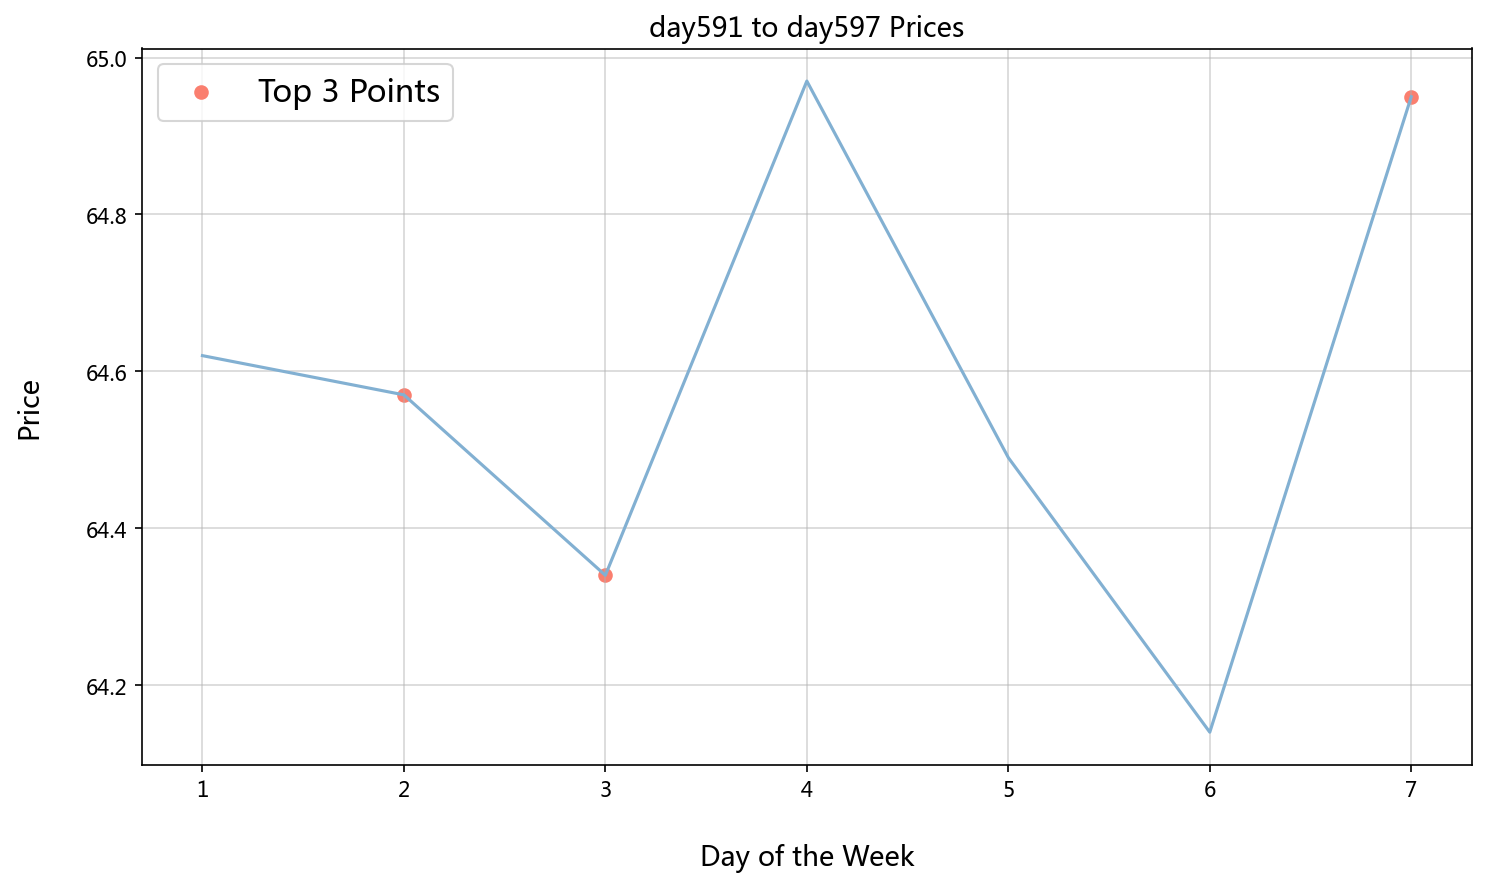 day591 to day597 Prices
Top 3 Points
Price
65.0
64.8
64.6
64.4
64.2
1 2 3 4 5 6 7
Day of the Week